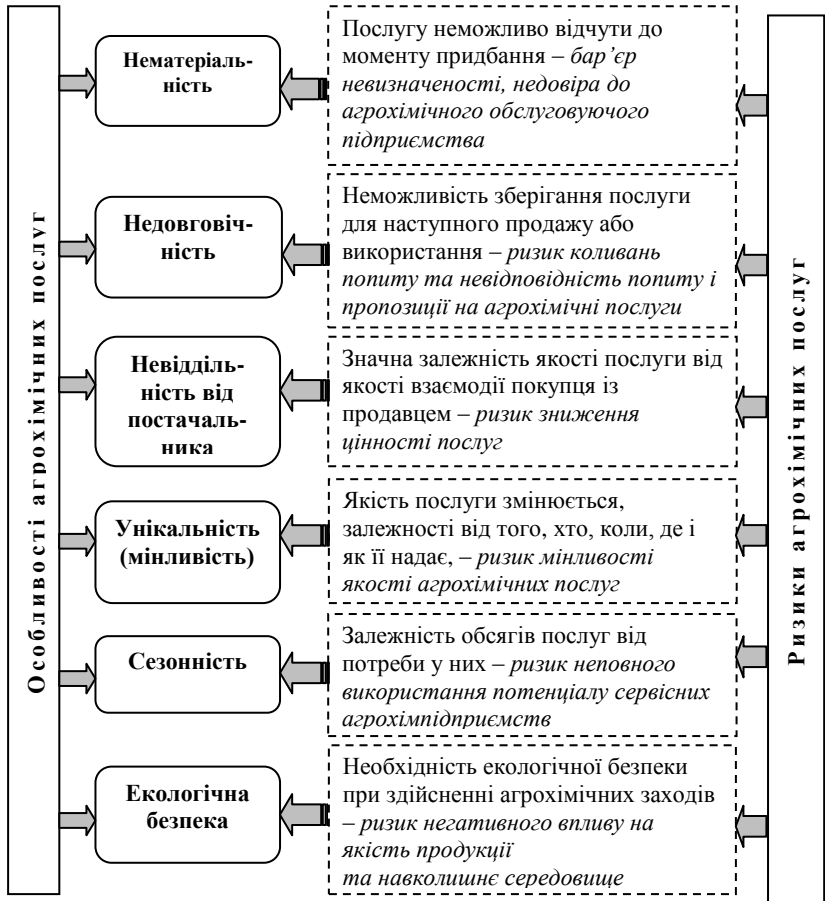 Особливості агрохімічних послуг
Нематеріаль-
ність
Послугу неможливо відчути до
моменту придбання – бар’єр
невизначеності, недовіра до
агрохімічного обслуговуючого
підприємства
Недовговіч-
ність
Неможливість зберігання послуги
для наступного продажу або
використання – ризик коливань
попиту та невідповідність попиту і
пропозиції на агрохімічні послуги
Невідділь-
ність від
постачаль-
ника
Значна залежність якості послуги від
якості взаємодії покупця із
продавцем – ризик зниження
цінності послуг
Унікальність
(мінливість)
Якість послуги змінюється,
залежності від того, хто, коли, де і
як її надає, – ризик мінливості
якості агрохімічних послуг
Сезонність
Залежність обсягів послуг від
потреби у них – ризик неповного
використання потенціалу сервісних
агрохімпідприємств
Екологічна
безпека
Необхідність екологічної безпеки
при здійсненні агрохімічних заходів
– ризик негативного впливу на
якість продукції
та навколишнє середовище
Ризики агрохімічних послуг